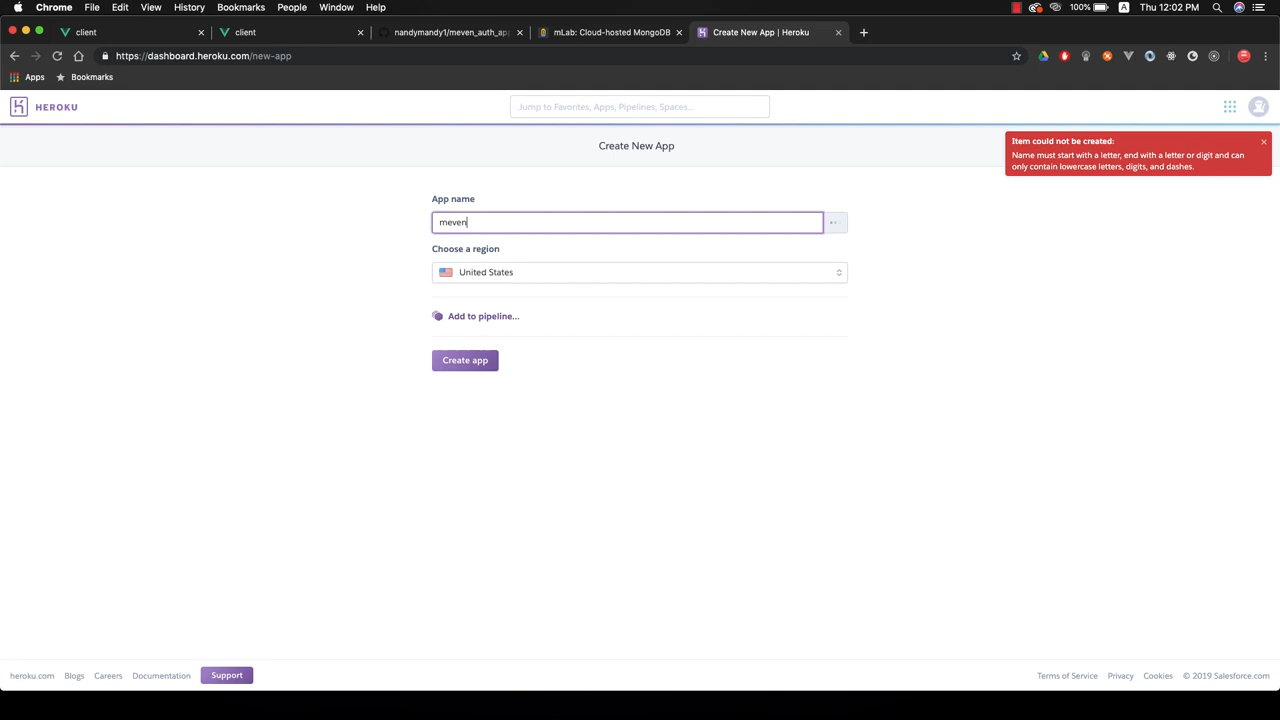 Chrome File Edit View History Bookmarks People Window Help 100% A Thu 12:02 PM
client client nandymandy1/meven_auth_app mLab: Cloud-hosted MongoDB Create New App | Heroku
https://dashboard.heroku.com/new-app
Apps Bookmarks
HEROKU Jump to Favorites, Apps, Pipelines, Spaces...
Create New App
Item could not be created:
Name must start with a letter, end with a letter or digit and can
only contain lowercase letters, digits, and dashes.
App name
meven
Choose a region
United States
Add to pipeline...
Create app
heroku.com Blogs Careers Documentation Support Terms of Service Privacy Cookies © 2019 Salesforce.com